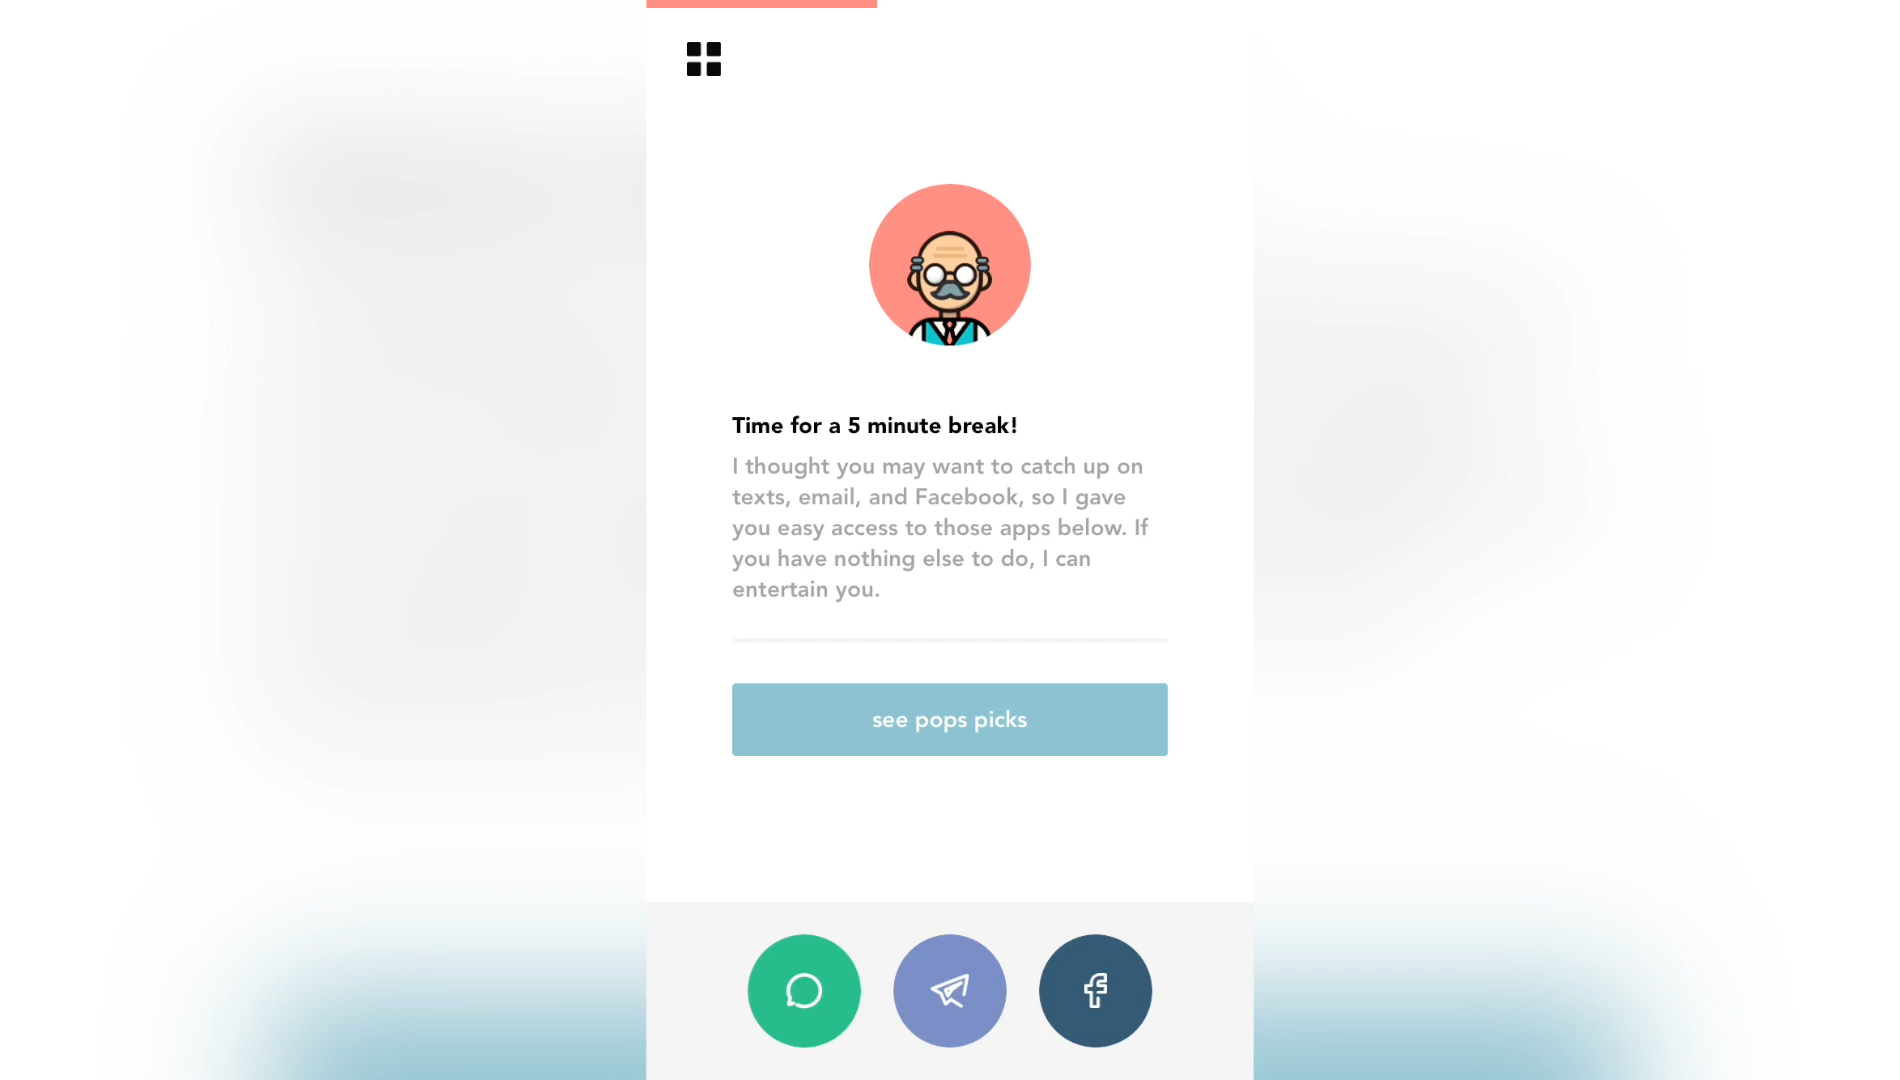 Time for a 5 minute break!
I thought you may want to catch up on
texts, email, and Facebook, so I gave
you easy access to those apps below. If
you have nothing else to do, I can
entertain you.
see pops picks